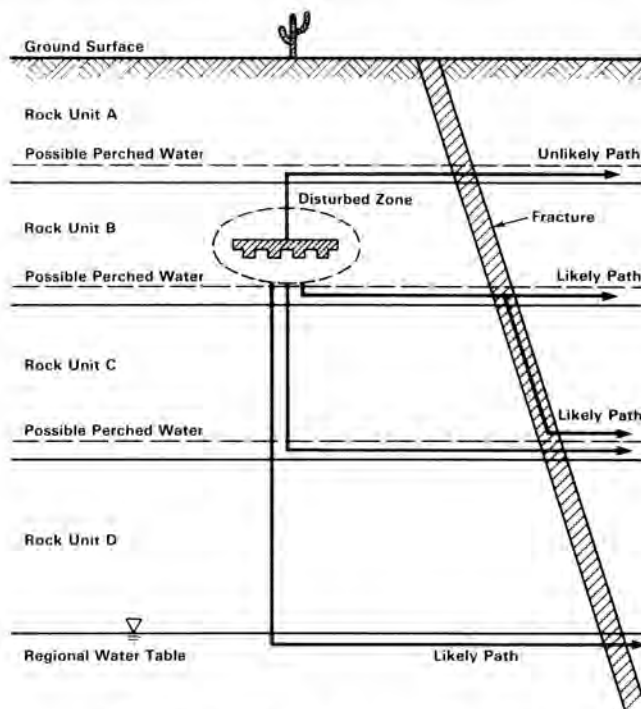 Ground Surface
Rock Unit A
Possible Perched Water
Unlikely Path
Disturbed Zone
Rock Unit B
Fracture
Possible Perched Water
Likely Path
Rock Unit C
Likely Path
Possible Perched Water
Rock Unit D
Regional Water Table
Likely Path